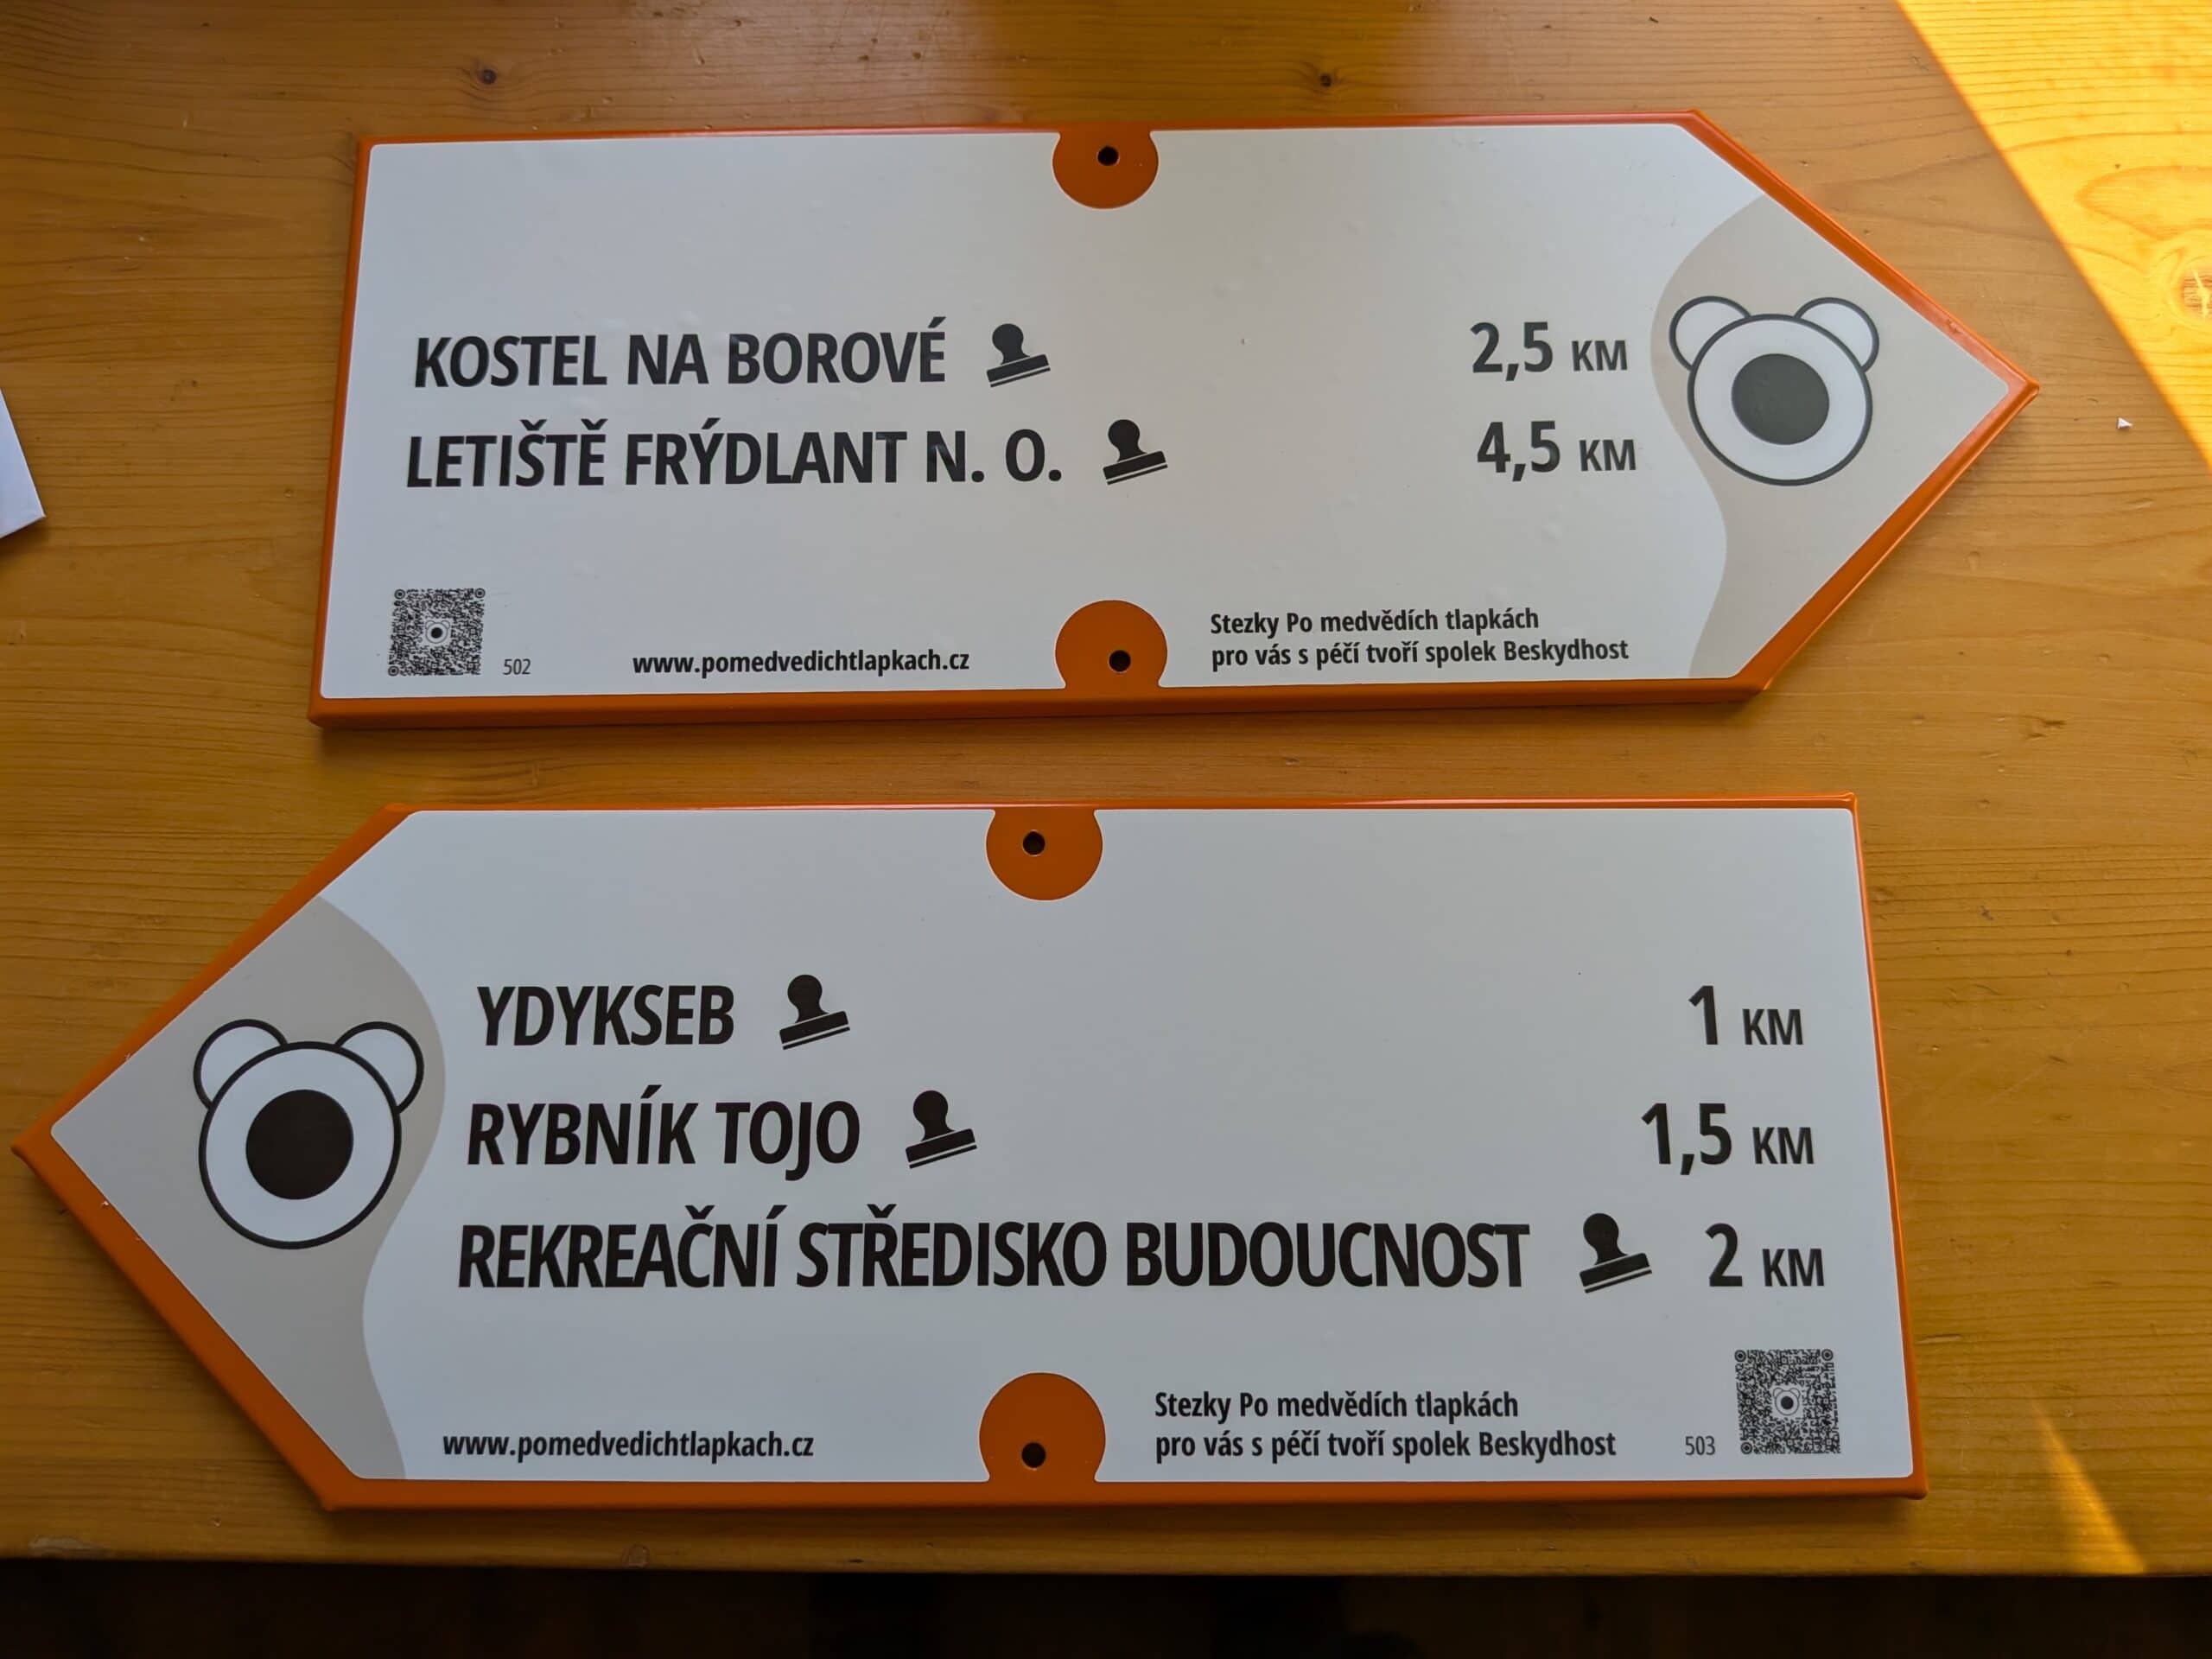 KOSTEL NA BOROVÉ 2,5 KM
LETIŠTĚ FRÝDLANT N. O. 4,5 KM
502
www.pomedvedichtlapkach.cz
Stezky Po medvědích tlapkách
pro vás s péčí tvoří spolek Beskydhost
YDYKSEB 1 KM
RYBNÍK TOJO 1,5 KM
REKREAČNÍ STŘEDISKO BUDOUCNOST 2 KM
www.pomedvedichtlapkach.cz
Stezky Po medvědích tlapkách
pro vás s péčí tvoří spolek Beskydhost
503